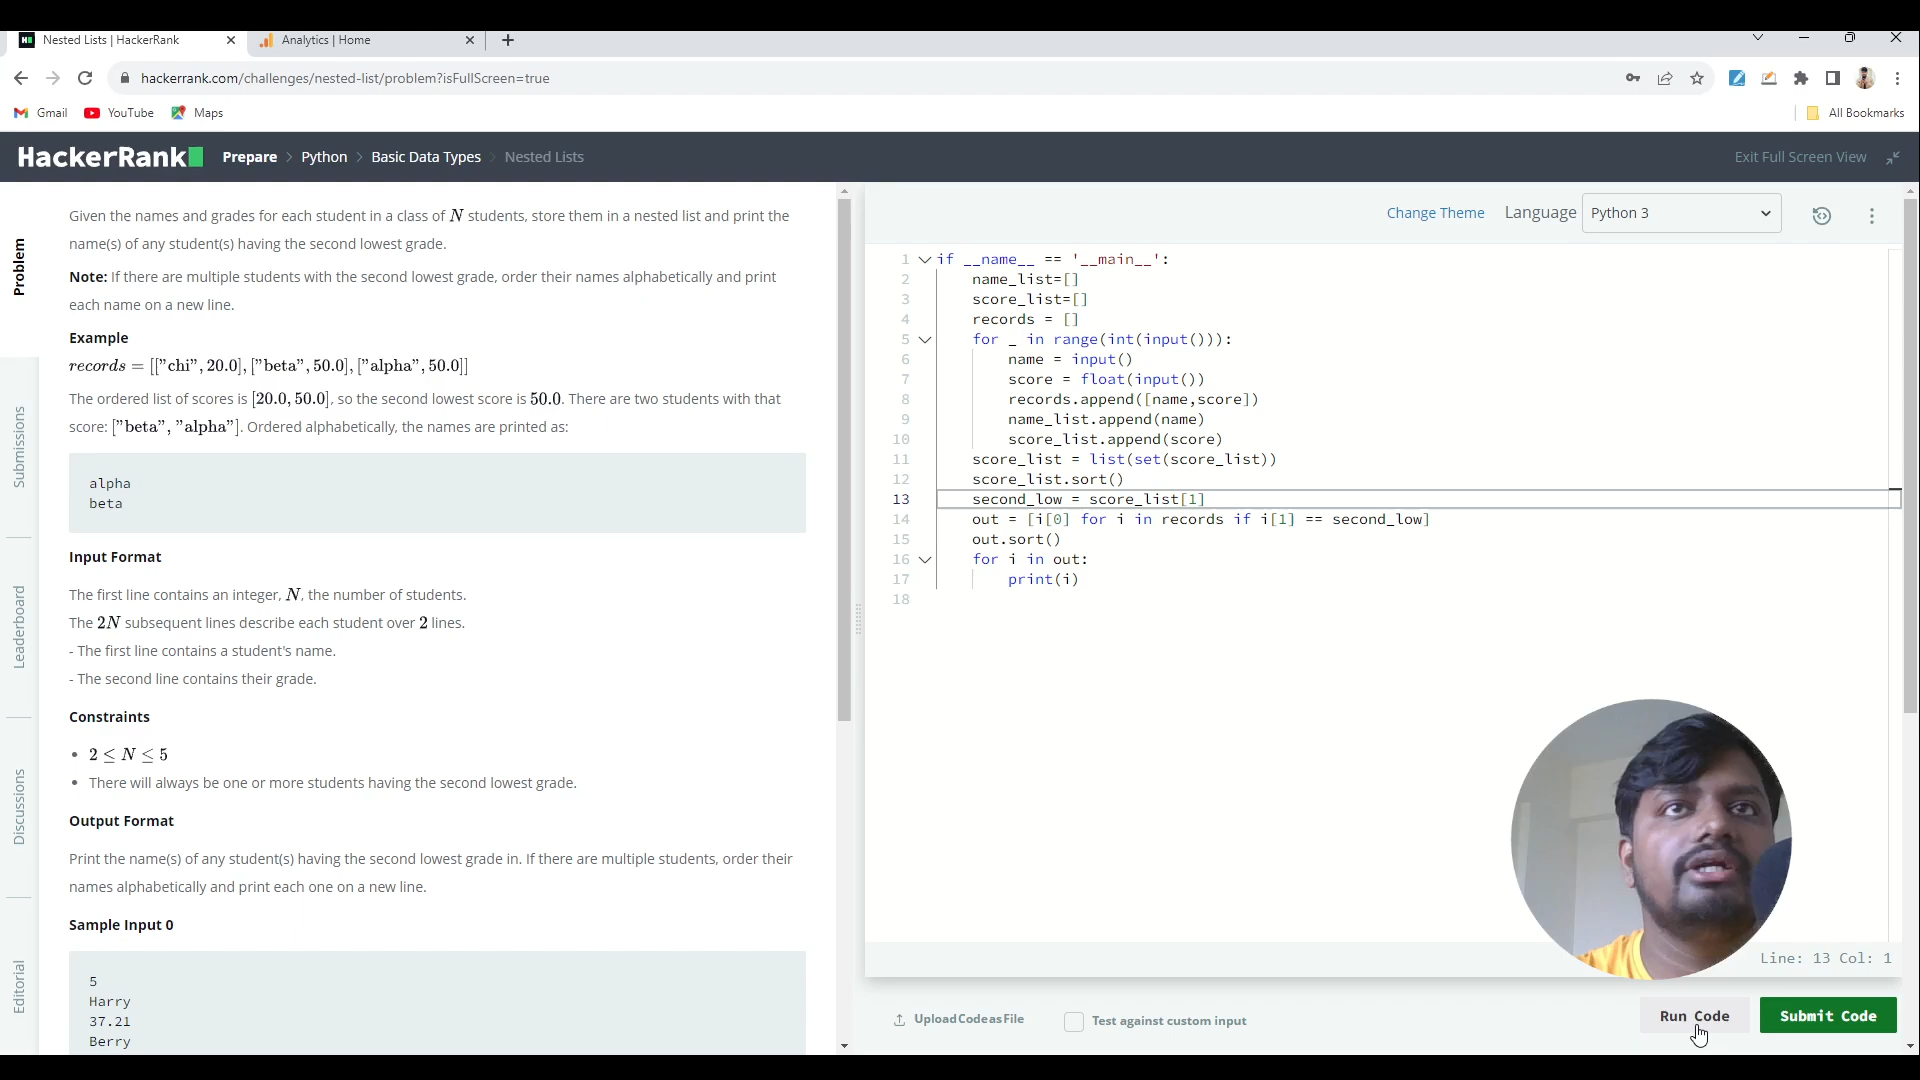 Nested Lists | HackerRank
Analytics | Home
hackerrank.com/challenges/nested-list/problem?isFullScreen=true
Gmail
YouTube
Maps
All Bookmarks
HackerRank
Prepare > Python > Basic Data Types > Nested Lists
Exit Full Screen View
Problem
Submissions
Leaderboard
Discussions
Editorial
Given the names and grades for each student in a class of N students, store them in a nested list and print the
name(s) of any student(s) having the second lowest grade.
Note: If there are multiple students with the second lowest grade, order their names alphabetically and print
each name on a new line.
Example
records = [["chi", 20.0], ["beta", 50.0], ["alpha", 50.0]]
The ordered list of scores is [20.0, 50.0], so the second lowest score is 50.0. There are two students with that
score: ["beta", "alpha"]. Ordered alphabetically, the names are printed as:
alpha
beta
Input Format
The first line contains an integer, N, the number of students.
The 2N subsequent lines describe each student over 2 lines.
- The first line contains a student's name.
- The second line contains their grade.
Constraints
• 2 ≤ N ≤ 5
• There will always be one or more students having the second lowest grade.
Output Format
Print the name(s) of any student(s) having the second lowest grade in. If there are multiple students, order their
names alphabetically and print each one on a new line.
Sample Input 0
5
Harry
37.21
Berry
Change Theme
Language
Python 3
1 if __name__ == '__main__':
2     name_list=[]
3     score_list=[]
4     records = []
5     for _ in range(int(input())):
6         name = input()
7         score = float(input())
8         records.append([name,score])
9         name_list.append(name)
10         score_list.append(score)
11     score_list = list(set(score_list))
12     score_list.sort()
13     second_low = score_list[1]
14     out = [i[0] for i in records if i[1] == second_low]
15     out.sort()
16     for i in out:
17         print(i)
18
Line: 13 Col: 1
Upload Code as File
Test against custom input
Run Code
Submit Code